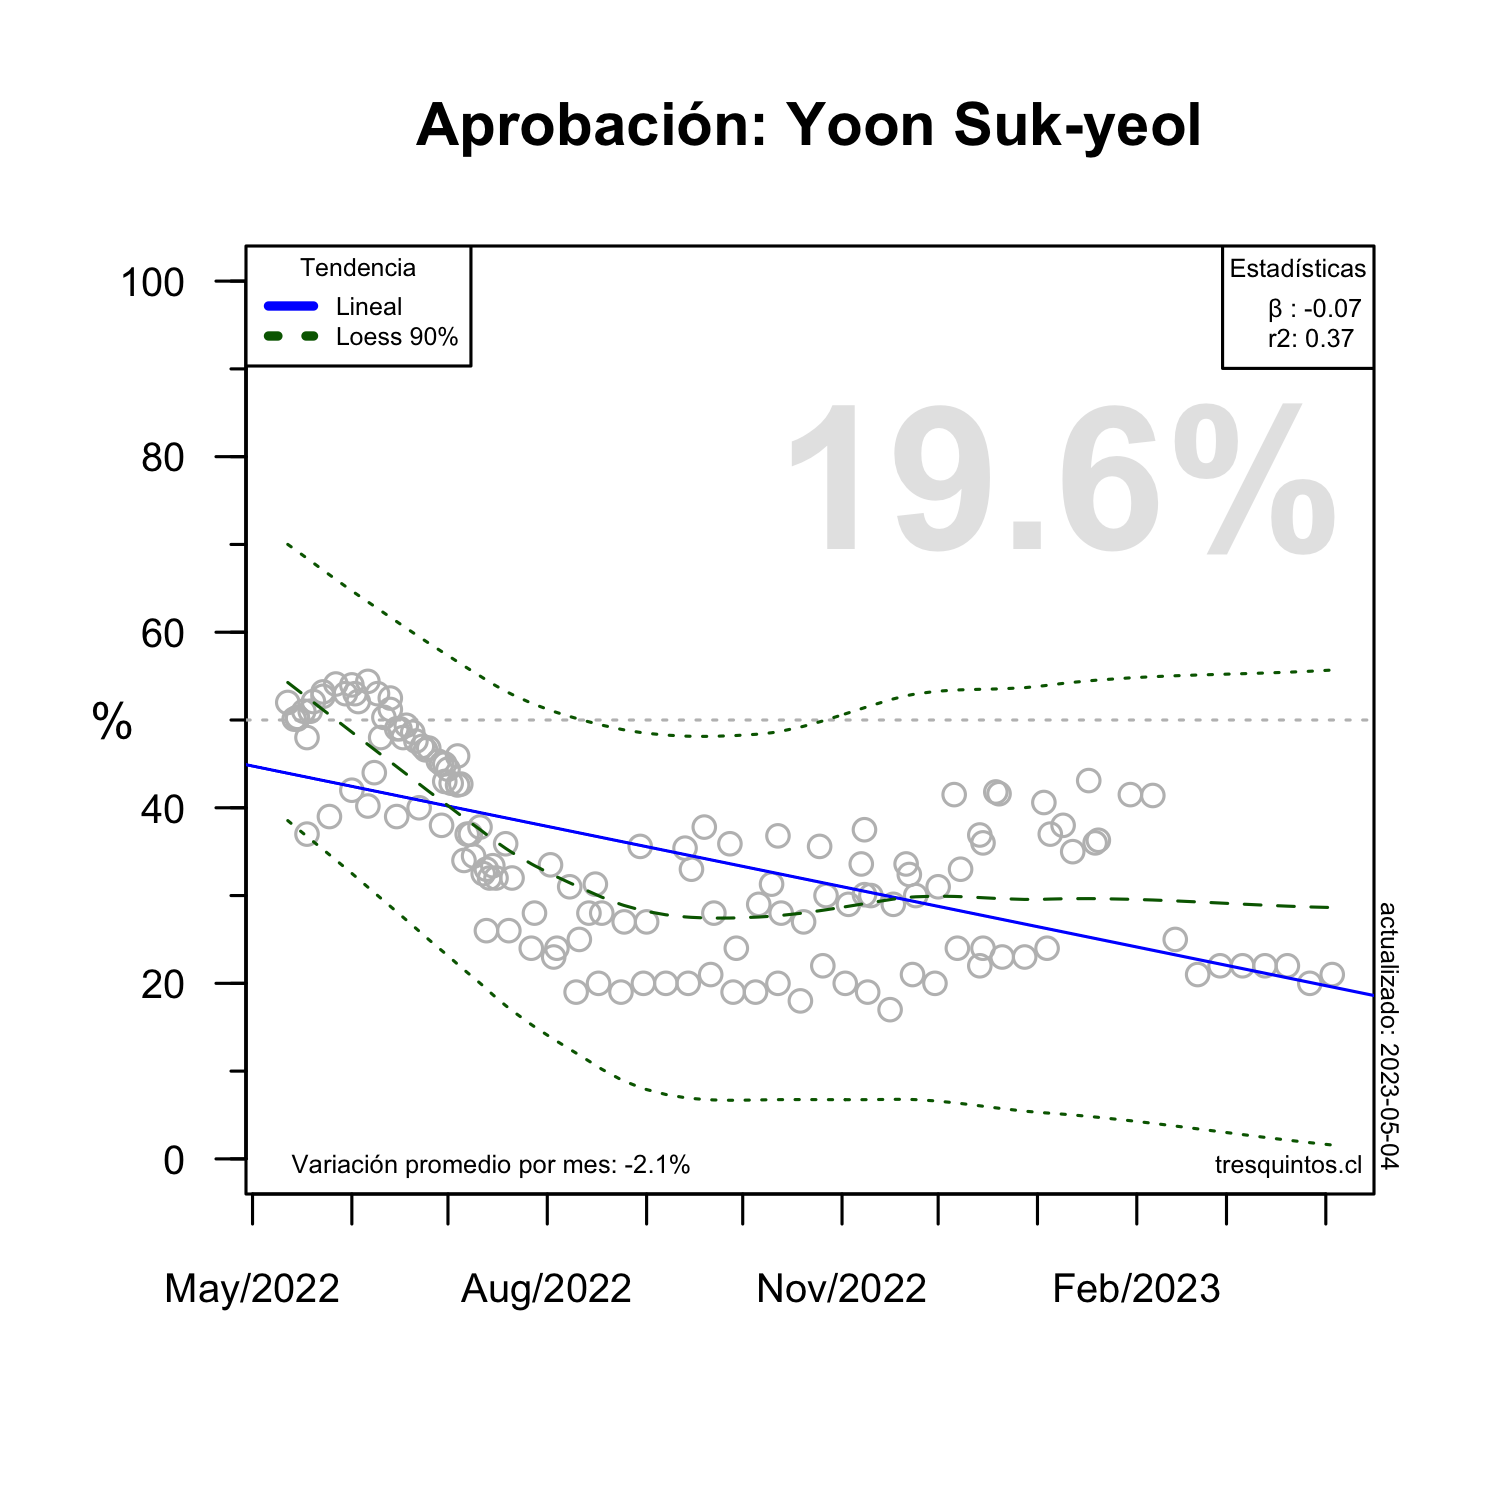 Aprobación: Yoon Suk-yeol
Tendencia
Lineal
Loess 90%
Estadísticas
β : -0.07
r2: 0.37
19.6%
100
80
60
40
20
0
%
Variación promedio por mes: -2.1%
tresquintos.cl
actualizado: 2023-05-04
May/2022
Aug/2022
Nov/2022
Feb/2023